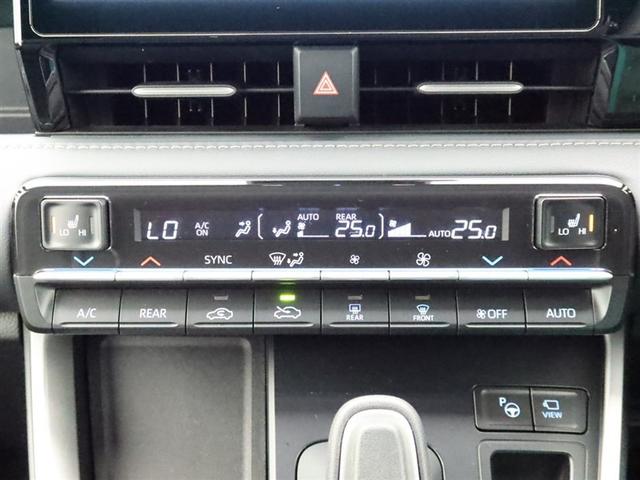 LO HI
LO A/C ON AUTO REAR 25.0 AUTO 25.0
LO HI
SYNC
A/C REAR REAR FRONT OFF AUTO
P VIEW